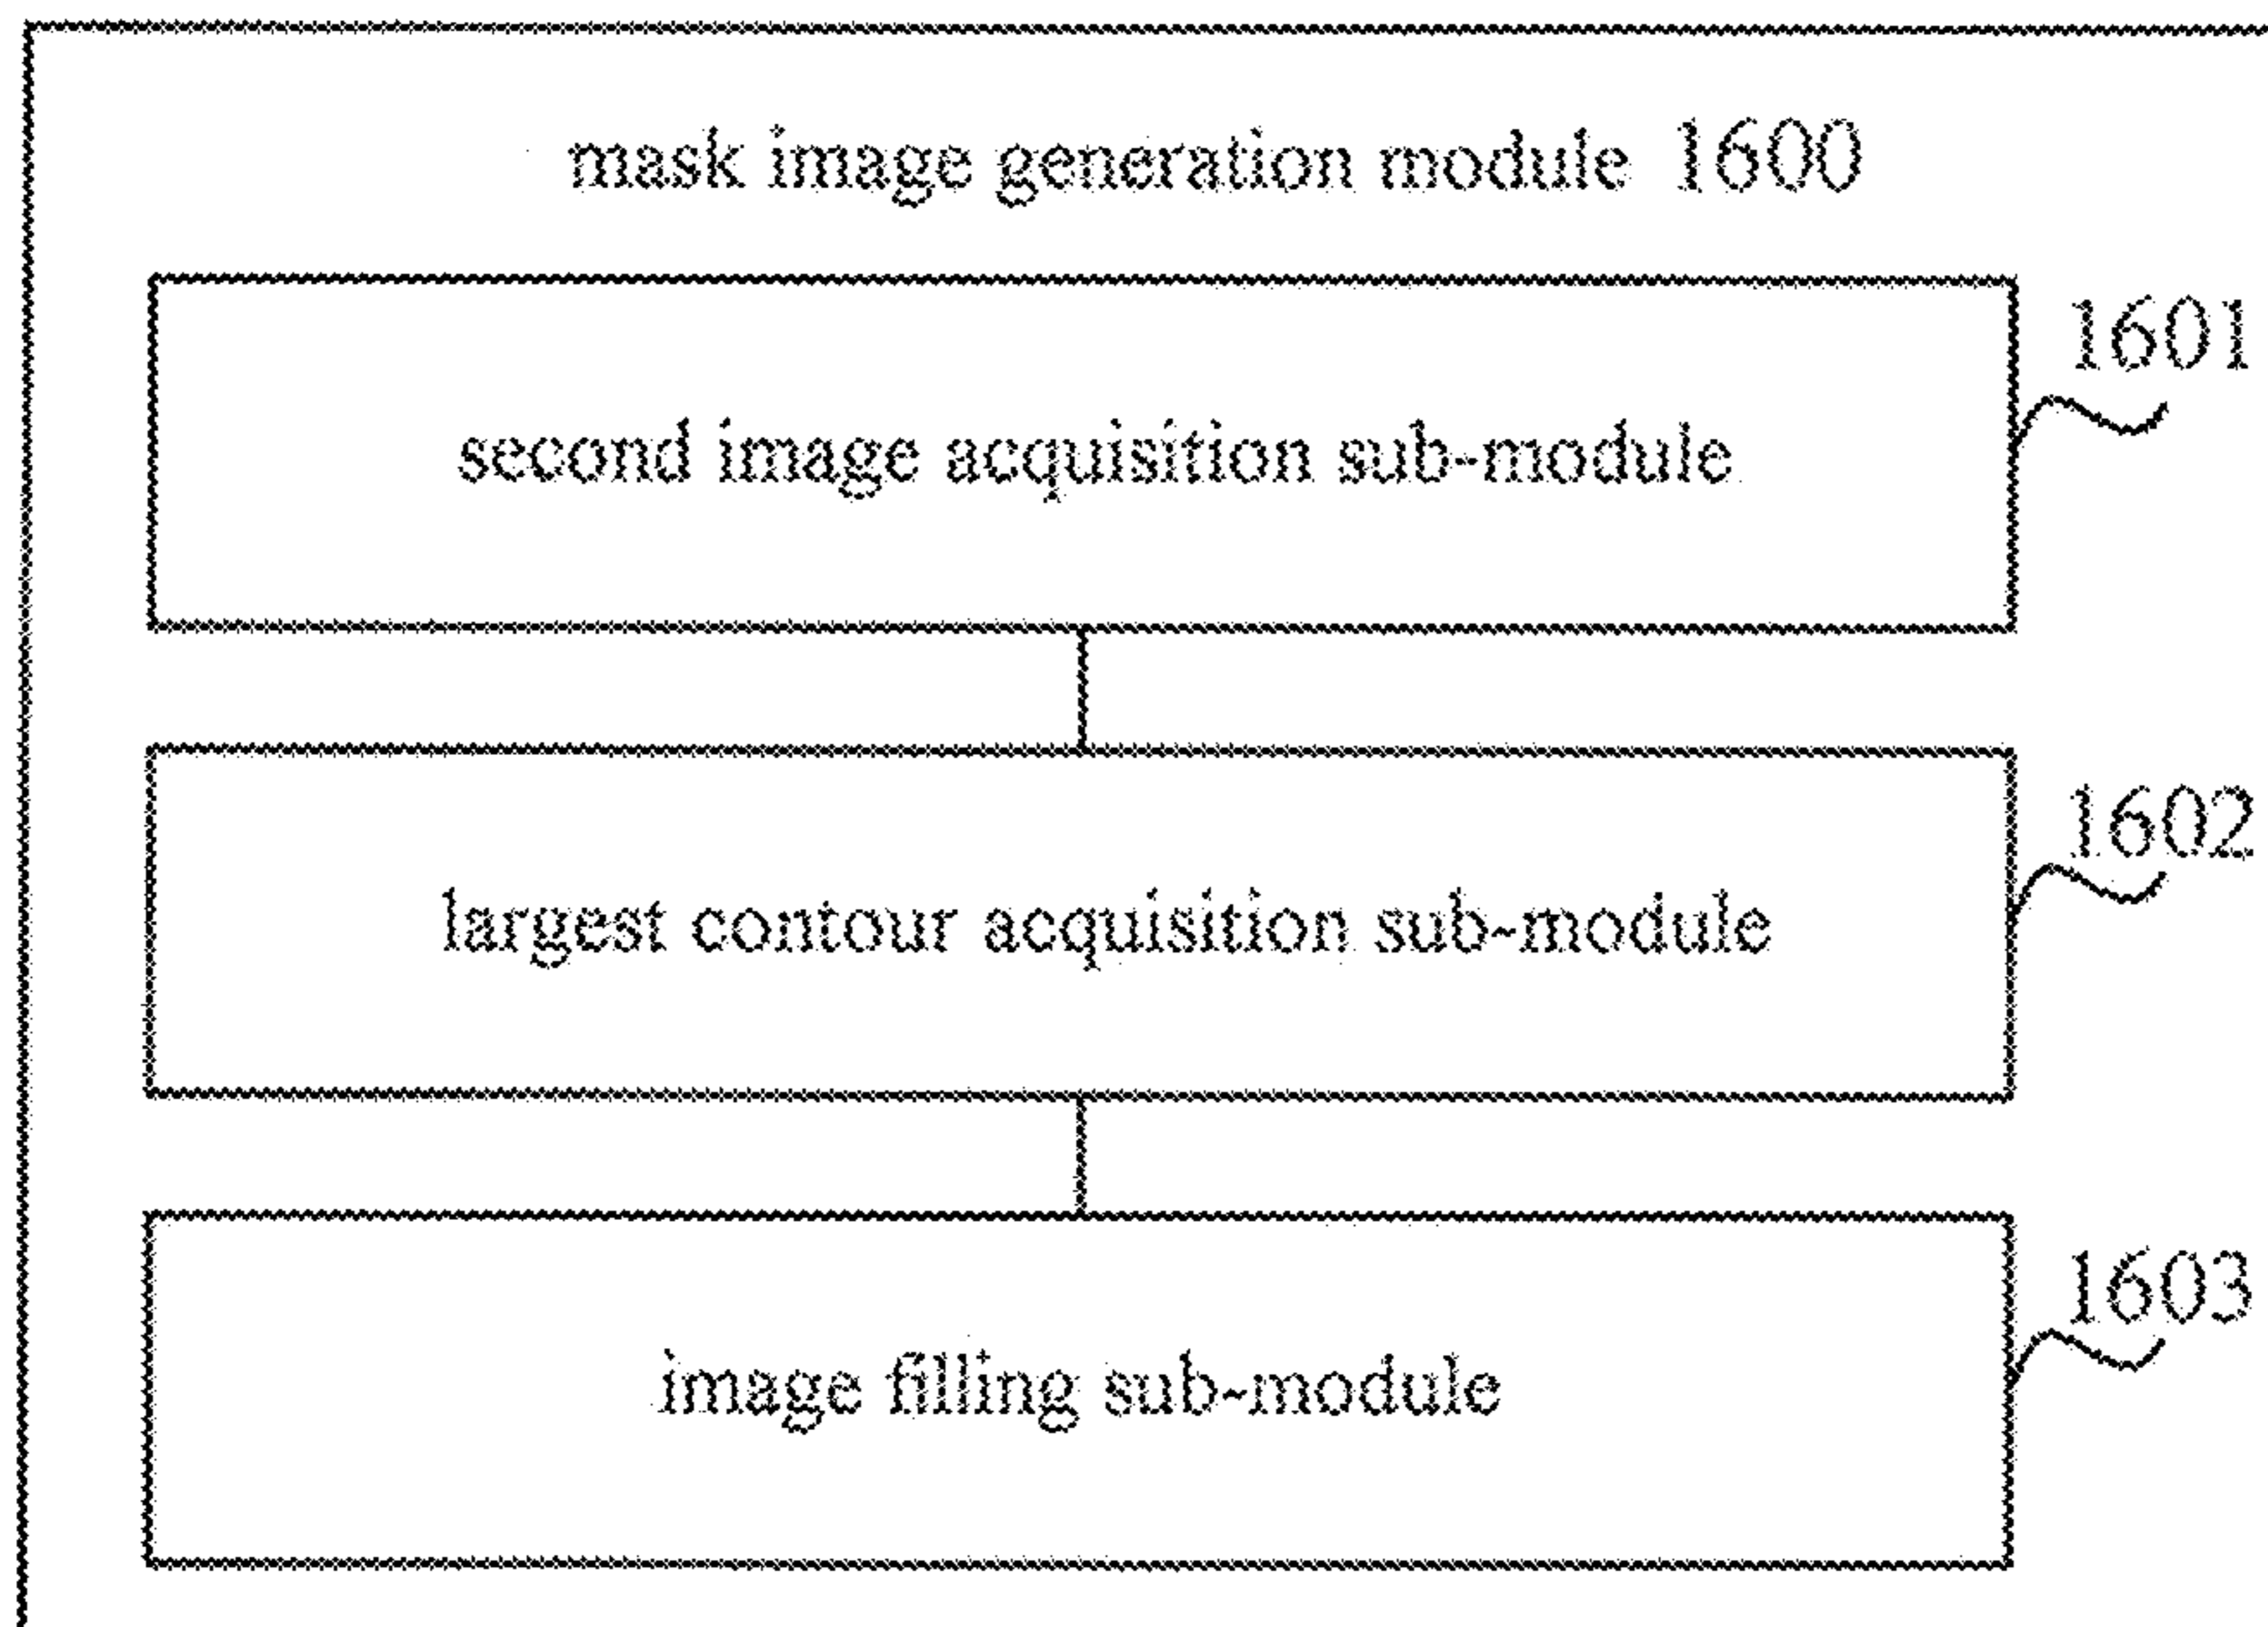 mask image generation module 1600
1601
second image acquisition sub-module
1602
largest contour acquisition sub-module
1603
image filling sub-module